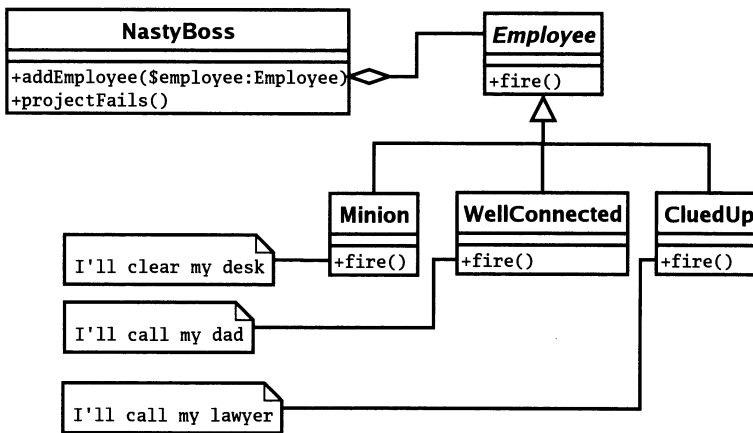 NastyBoss
+addEmployee($employee:Employee)
+projectFails()
Employee
+fire()
Minion
+fire()
WellConnected
+fire()
CluedUp
+fire()
I'll clear my desk
I'll call my dad
I'll call my lawyer